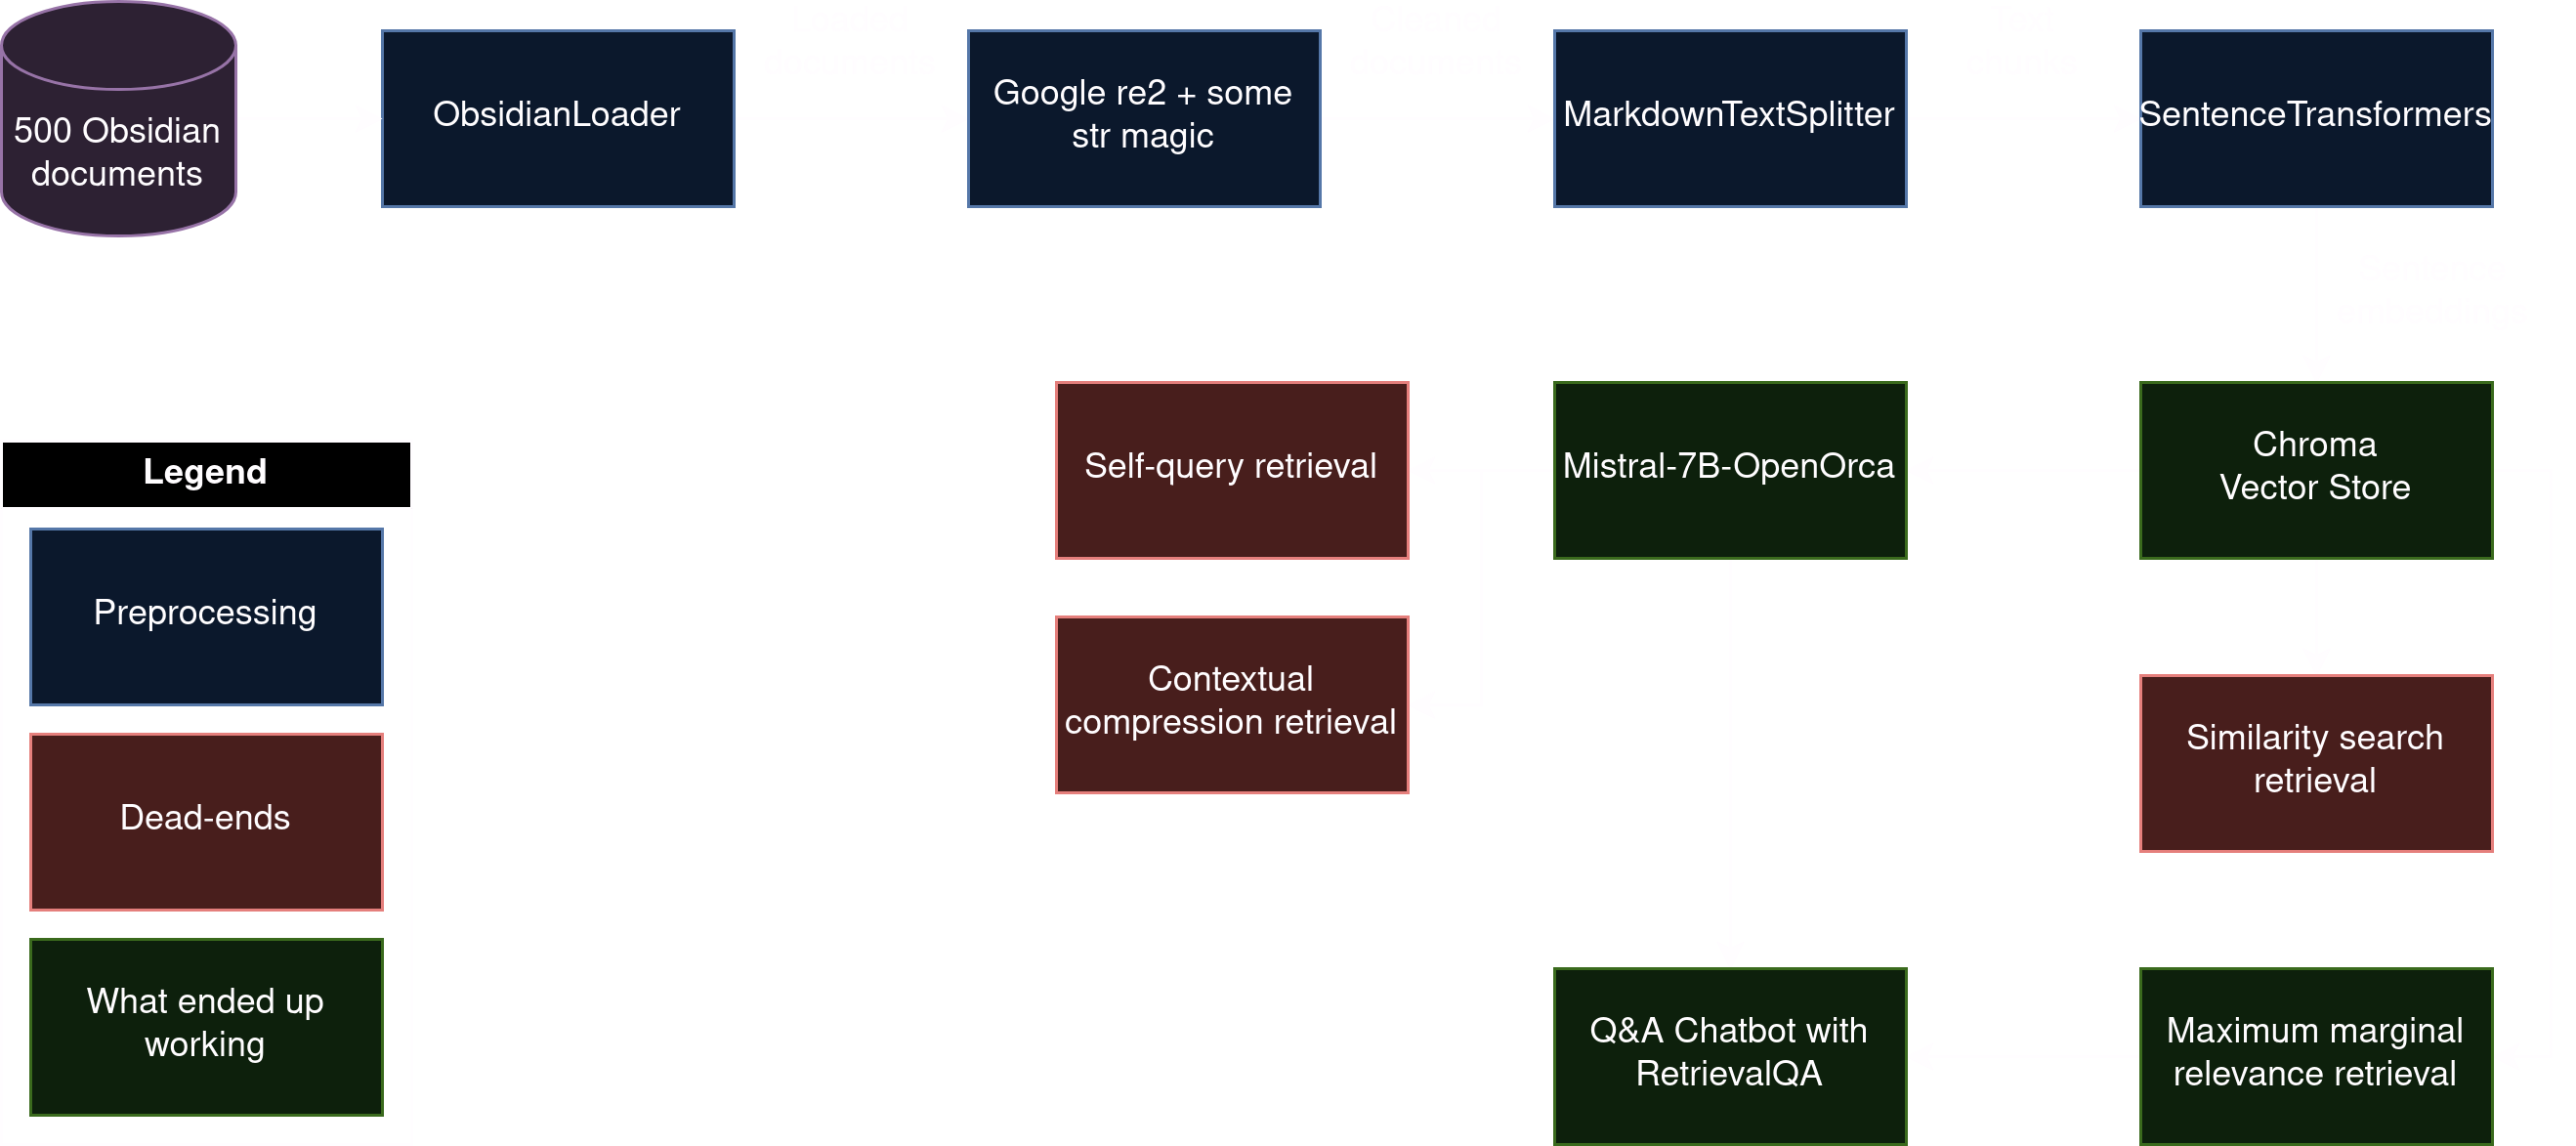 500 Obsidian
documents
ObsidianLoader
Google re2 + some
str magic
MarkdownTextSplitter
SentenceTransformers
Self-query retrieval
Mistral-7B-OpenOrca
Chroma
Vector Store
Legend
Preprocessing
Contextual
compression retrieval
Similarity search
retrieval
Dead-ends
What ended up
working
Q&A Chatbot with
RetrievalQA
Maximum marginal
relevance retrieval